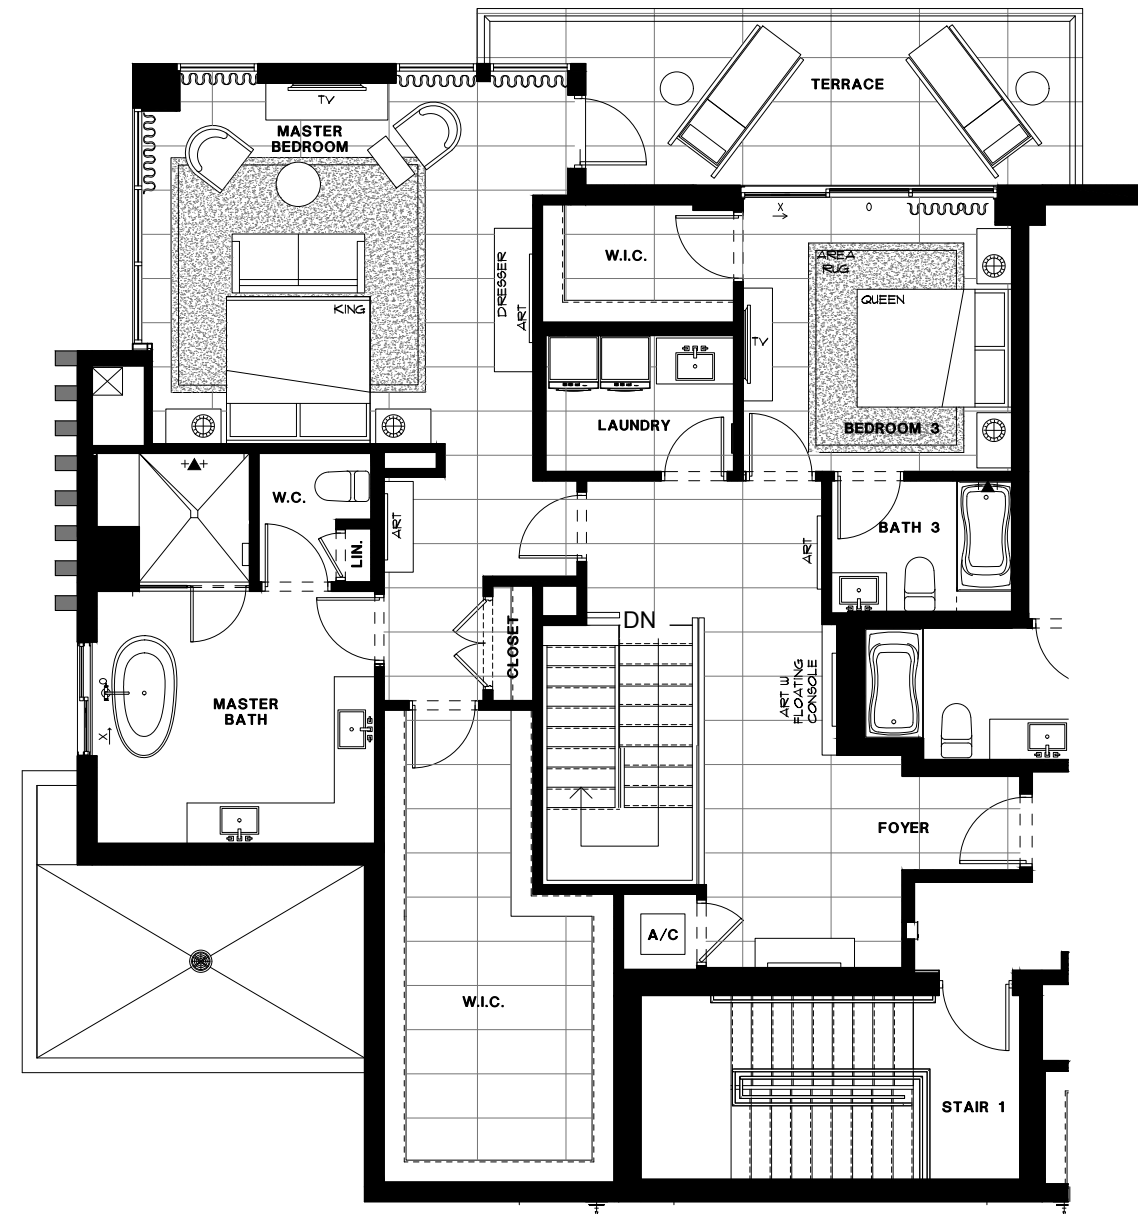 TERRACE
TV
MASTER
BEDROOM
X
O
W.I.C.
AREA
RUG
DRESSER
ART
KING
QUEEN
TV
LAUNDRY
BEDROOM 3
W.C.
ART
LIN.
BATH 3
ART
DN
CLOSET
ART W
FLOATING
CONSOLE
MASTER
BATH
O
X
FOYER
A/C
W.I.C.
STAIR 1